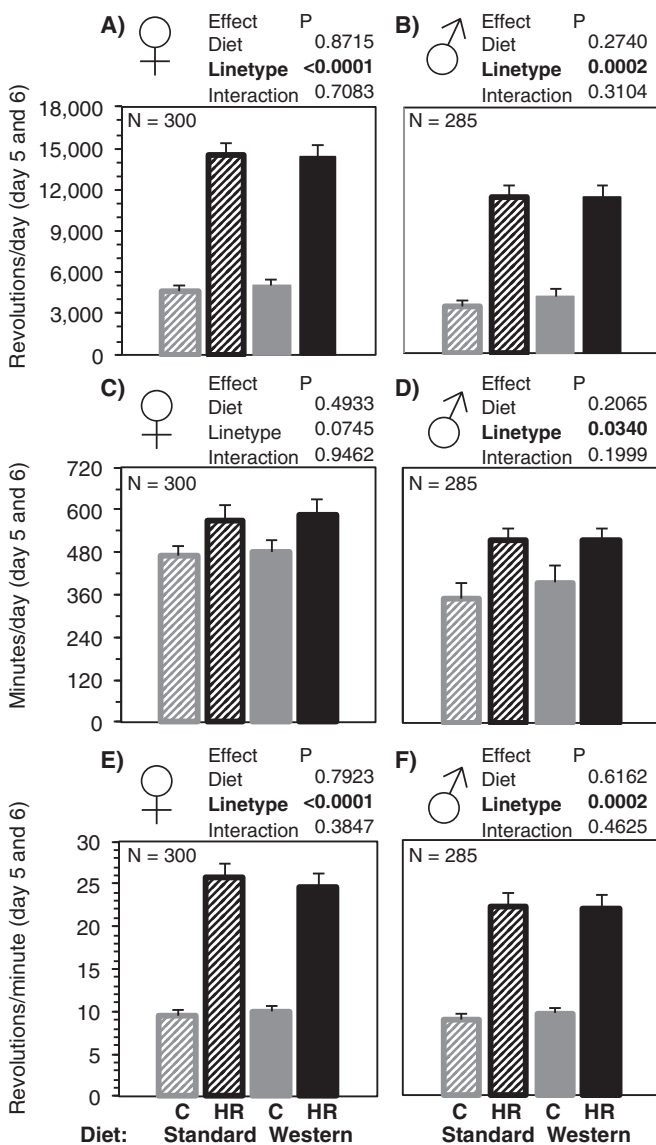 A)
Effect P
Diet 0.8715
Linetype <0.0001
Interaction 0.7083
B)
Effect P
Diet 0.2740
Linetype 0.0002
Interaction 0.3104
Revolutions/day (day 5 and 6)
18,000
15,000
12,000
9,000
6,000
3,000
0
N = 300
N = 285
C)
Effect P
Diet 0.4933
Linetype 0.0745
Interaction 0.9462
D)
Effect P
Diet 0.2065
Linetype 0.0340
Interaction 0.1999
Minutes/day (day 5 and 6)
720
600
480
360
240
120
0
N = 300
N = 285
E)
Effect P
Diet 0.7923
Linetype <0.0001
Interaction 0.3847
F)
Effect P
Diet 0.6162
Linetype 0.0002
Interaction 0.4625
Revolutions/minute (day 5 and 6)
30
25
20
15
10
5
0
N = 300
N = 285
C HR C HR C HR C HR
Diet: Standard Western Standard Western